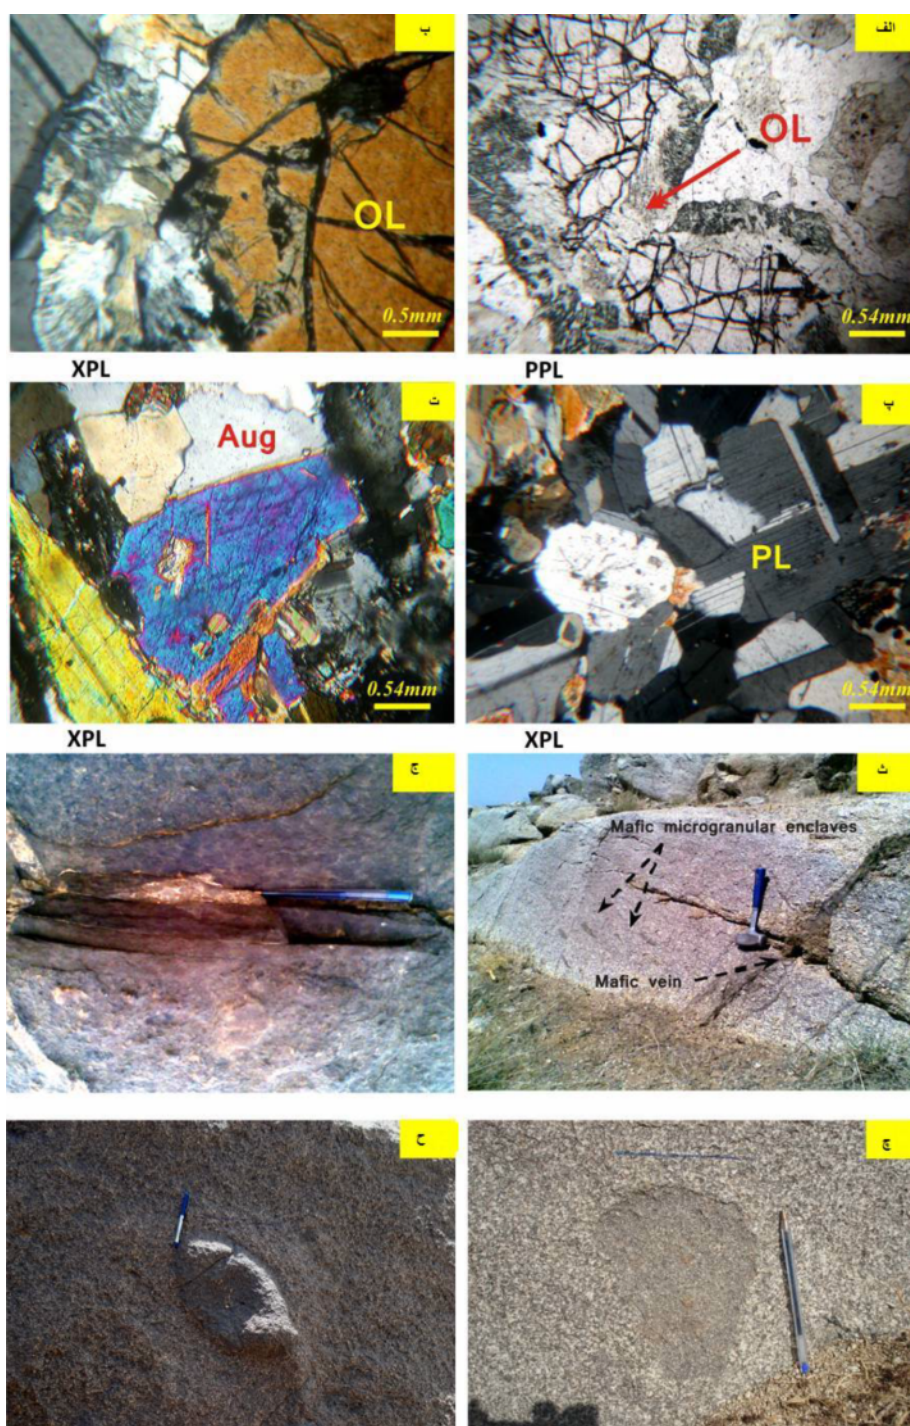 الف
OL
0.54mm
PPL
ب
OL
0.5mm
XPL
پ
PL
0.54mm
XPL
ت
Aug
0.54mm
XPL
ث
Mafic microgranular enclaves
Mafic vein
ج
چ
ح